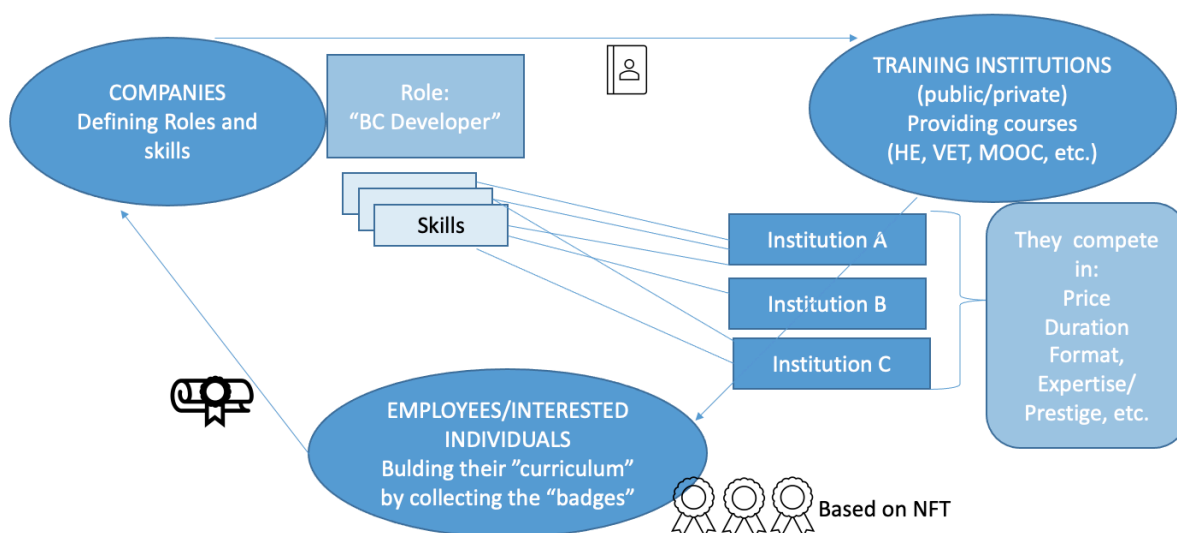 COMPANIES
Defining Roles and
skills
Role:
“BC Developer”
TRAINING INSTITUTIONS
(public/private)
Providing courses
(HE, VET, MOOC, etc.)
Skills
Institution A
Institution B
Institution C
They compete
in:
Price
Duration
Format,
Expertise/
Prestige, etc.
EMPLOYEES/INTERESTED
INDIVIDUALS
Bulding their ”curriculum”
by collecting the “badges”
Based on NFT